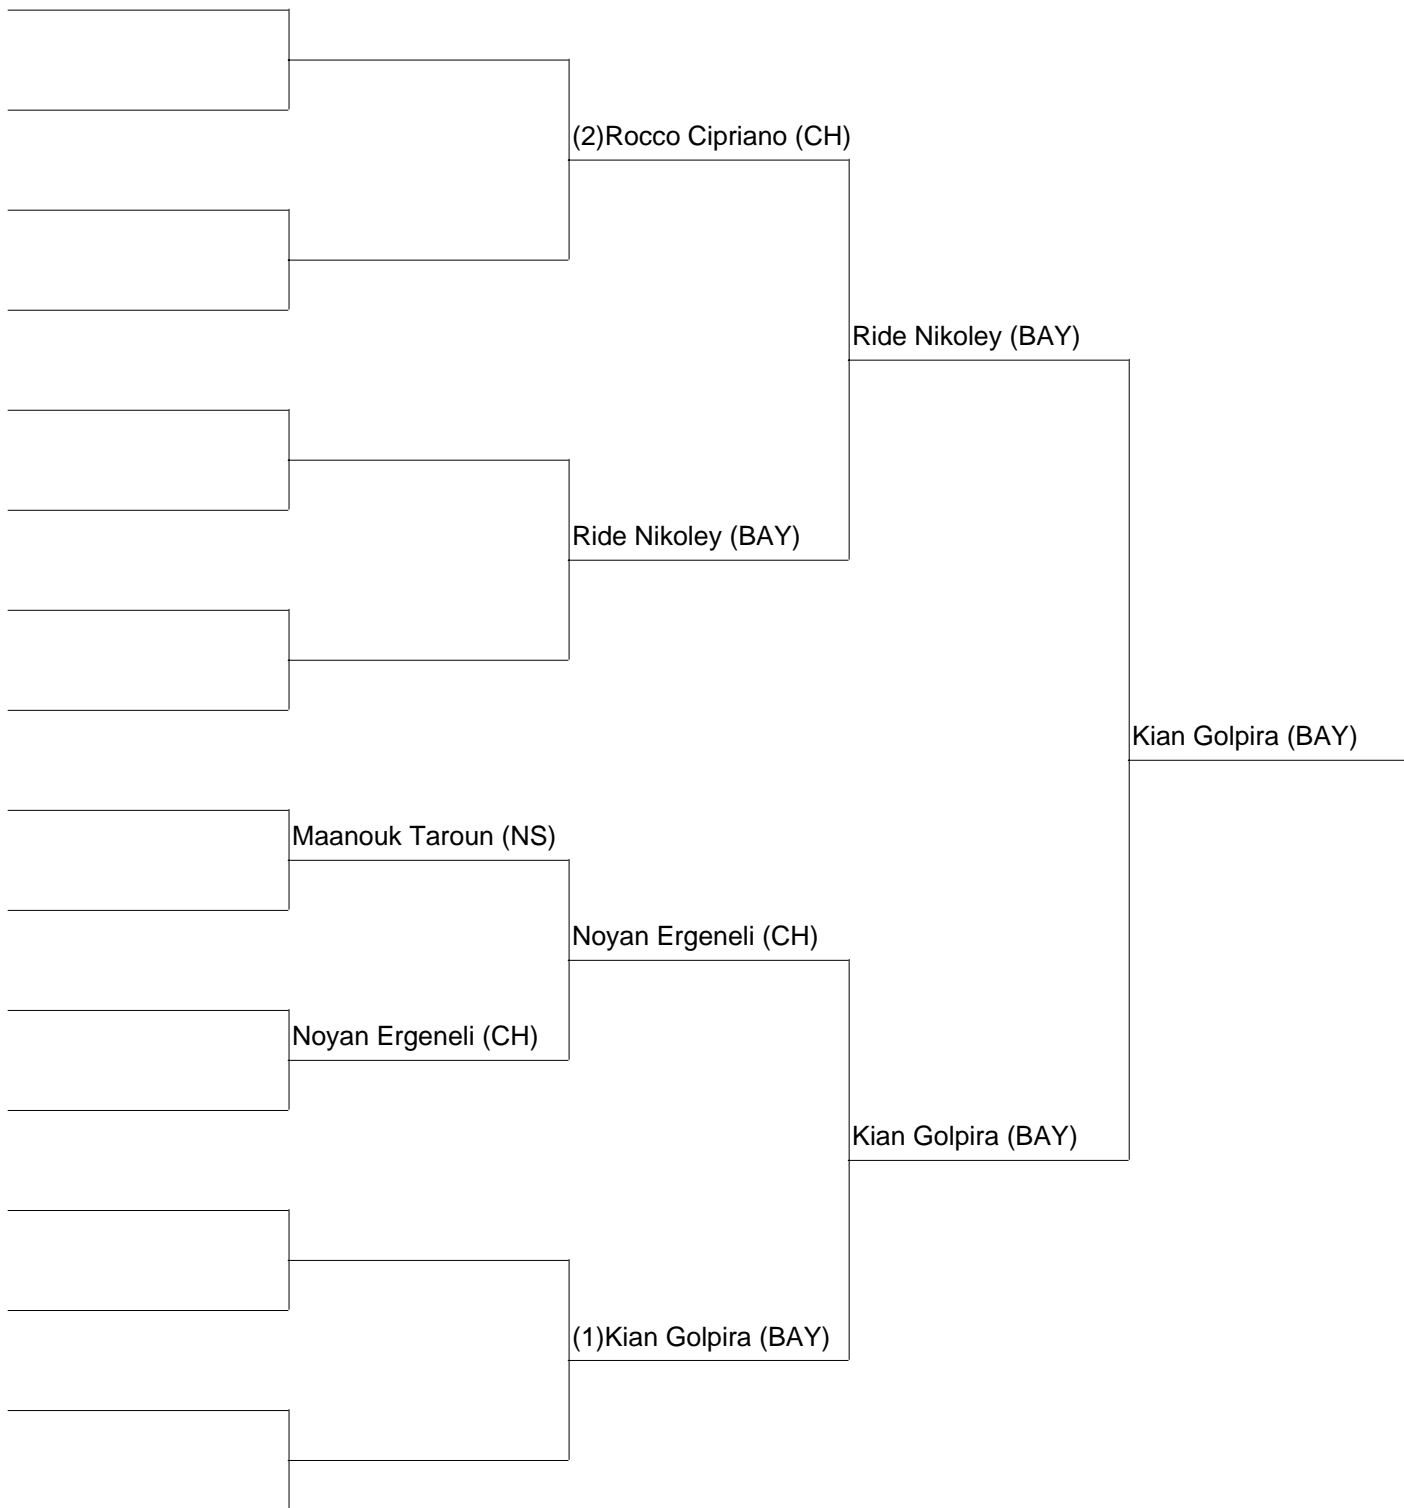 (2)Rocco Cipriano (CH)
Ride Nikoley (BAY)
Ride Nikoley (BAY)
Kian Golpira (BAY)
Maanouk Taroun (NS)
Noyan Ergeneli (CH)
Noyan Ergeneli (CH)
Kian Golpira (BAY)
(1)Kian Golpira (BAY)